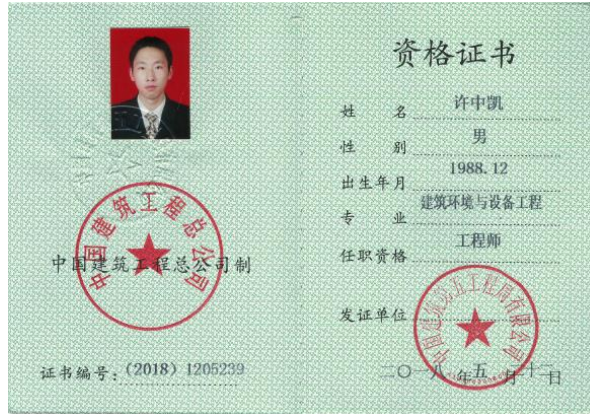 中国建筑工程总公司
中国建筑工程总公司制
证书编号：(2018) 1205239
资格证书
姓 名 许中凯
性 别 男
出生年月 1988.12
专 业 建筑环境与设备工程
任职资格 工程师
发证单位
二〇一八年五月十二日